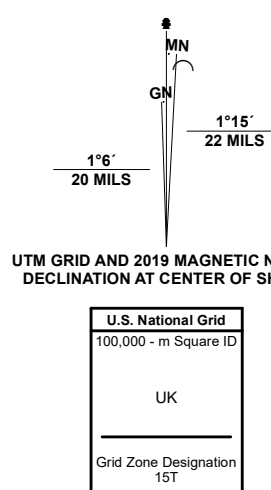 MN
GN
1°15´
22 MILS
1°6´
20 MILS
UTM GRID AND 2019 MAGNETIC N
DECLINATION AT CENTER OF SH
U.S. National Grid
100,000 - m Square ID
UK
Grid Zone Designation
15T